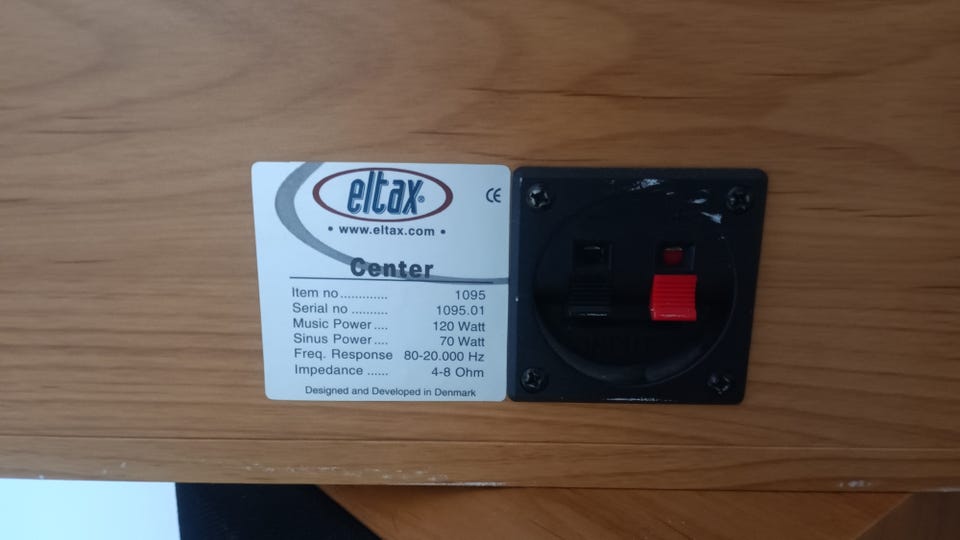 eltax®
CE
• www.eltax.com •
Center
Item no ............. 1095
Serial no .......... 1095.01
Music Power .... 120 Watt
Sinus Power .... 70 Watt
Freq. Response 80-20.000 Hz
Impedance ...... 4-8 Ohm
Designed and Developed in Denmark